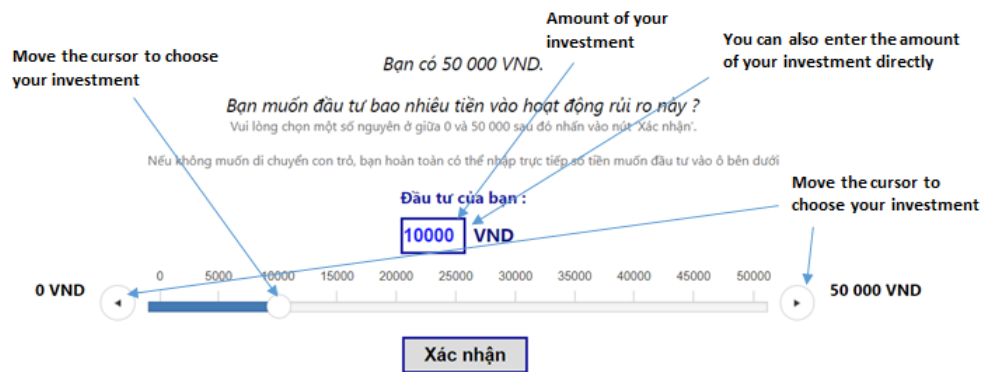 Amount of your
investment
Move the cursor to choose
your investment
You can also enter the amount
of your investment directly
Bạn có 50 000 VND.
Bạn muốn đầu tư bao nhiêu tiền vào hoạt động rủi ro này ?
Vui lòng chọn một số nguyên ở giữa 0 và 50 000 sau đó nhấn vào nút 'Xác nhận'.
Nếu không muốn di chuyển con trỏ, bạn hoàn toàn có thể nhập trực tiếp số tiền muốn đầu tư vào ô bên dưới
Move the cursor to
choose your investment
Đầu tư của bạn :
10000 VND
0 5000 10000 15000 20000 25000 30000 35000 40000 45000 50000
0 VND 50 000 VND
Xác nhận